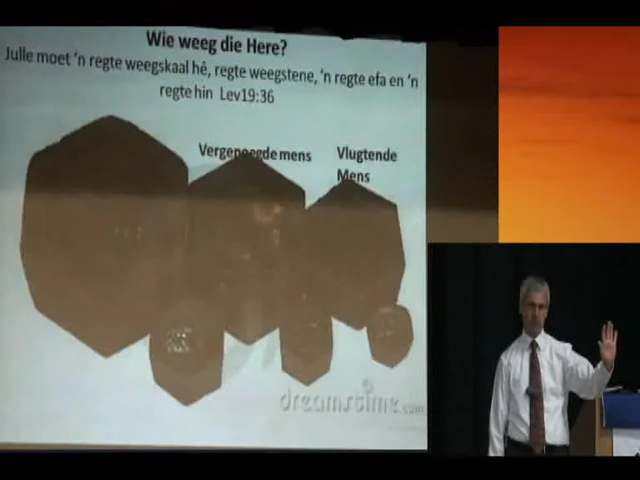 Wie weeg die Here?
Julle moet 'n regte weegskaal hê, regte weegstene, 'n regte efa en 'n
regte hin Lev19:36
Vergenoegde mens
Vlugtende
Mens
dreamstime.com